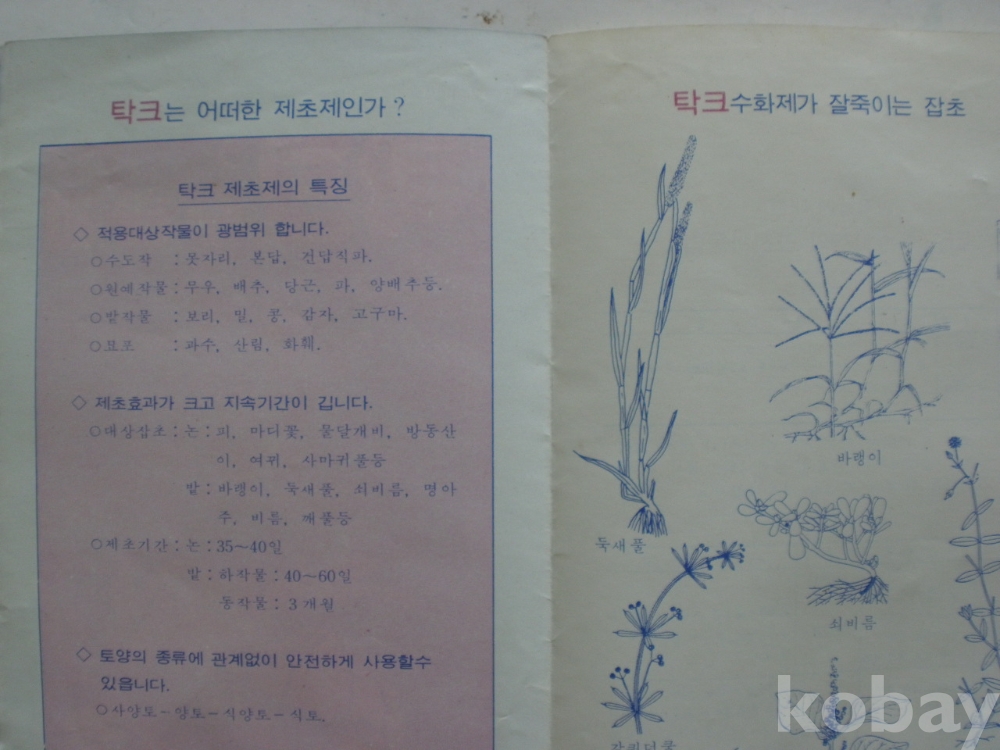 탁크는 어떠한 제초제인가?
탁크 제초제의 특징
◇ 적용대상작물이 광범위 합니다.
○수도작 : 못자리, 본답, 건답직파.
○원예작물 : 무우, 배추, 당근, 파, 양배추등.
○밭작물 : 보리, 밀, 콩, 감자, 고구마.
○묘포 : 과수, 산림, 화훼.
◇ 제초효과가 크고 지속기간이 깁니다.
○대상잡초 : 논 : 피, 마디꽃, 물달개비, 방동산
이, 여뀌, 사마귀풀등
밭 : 바랭이, 둑새풀, 쇠비름, 명아
주, 비름, 깨풀등
○제초기간 : 논 : 35~40일
밭 : 하작물 : 40~60일
동작물 : 3개월
◇ 토양의 종류에 관계없이 안전하게 사용할수
있읍니다.
○사양토-양토-식양토-식토.
탁크수화제가 잘죽이는 잡초
바랭이
둑새풀
쇠비름
kobay